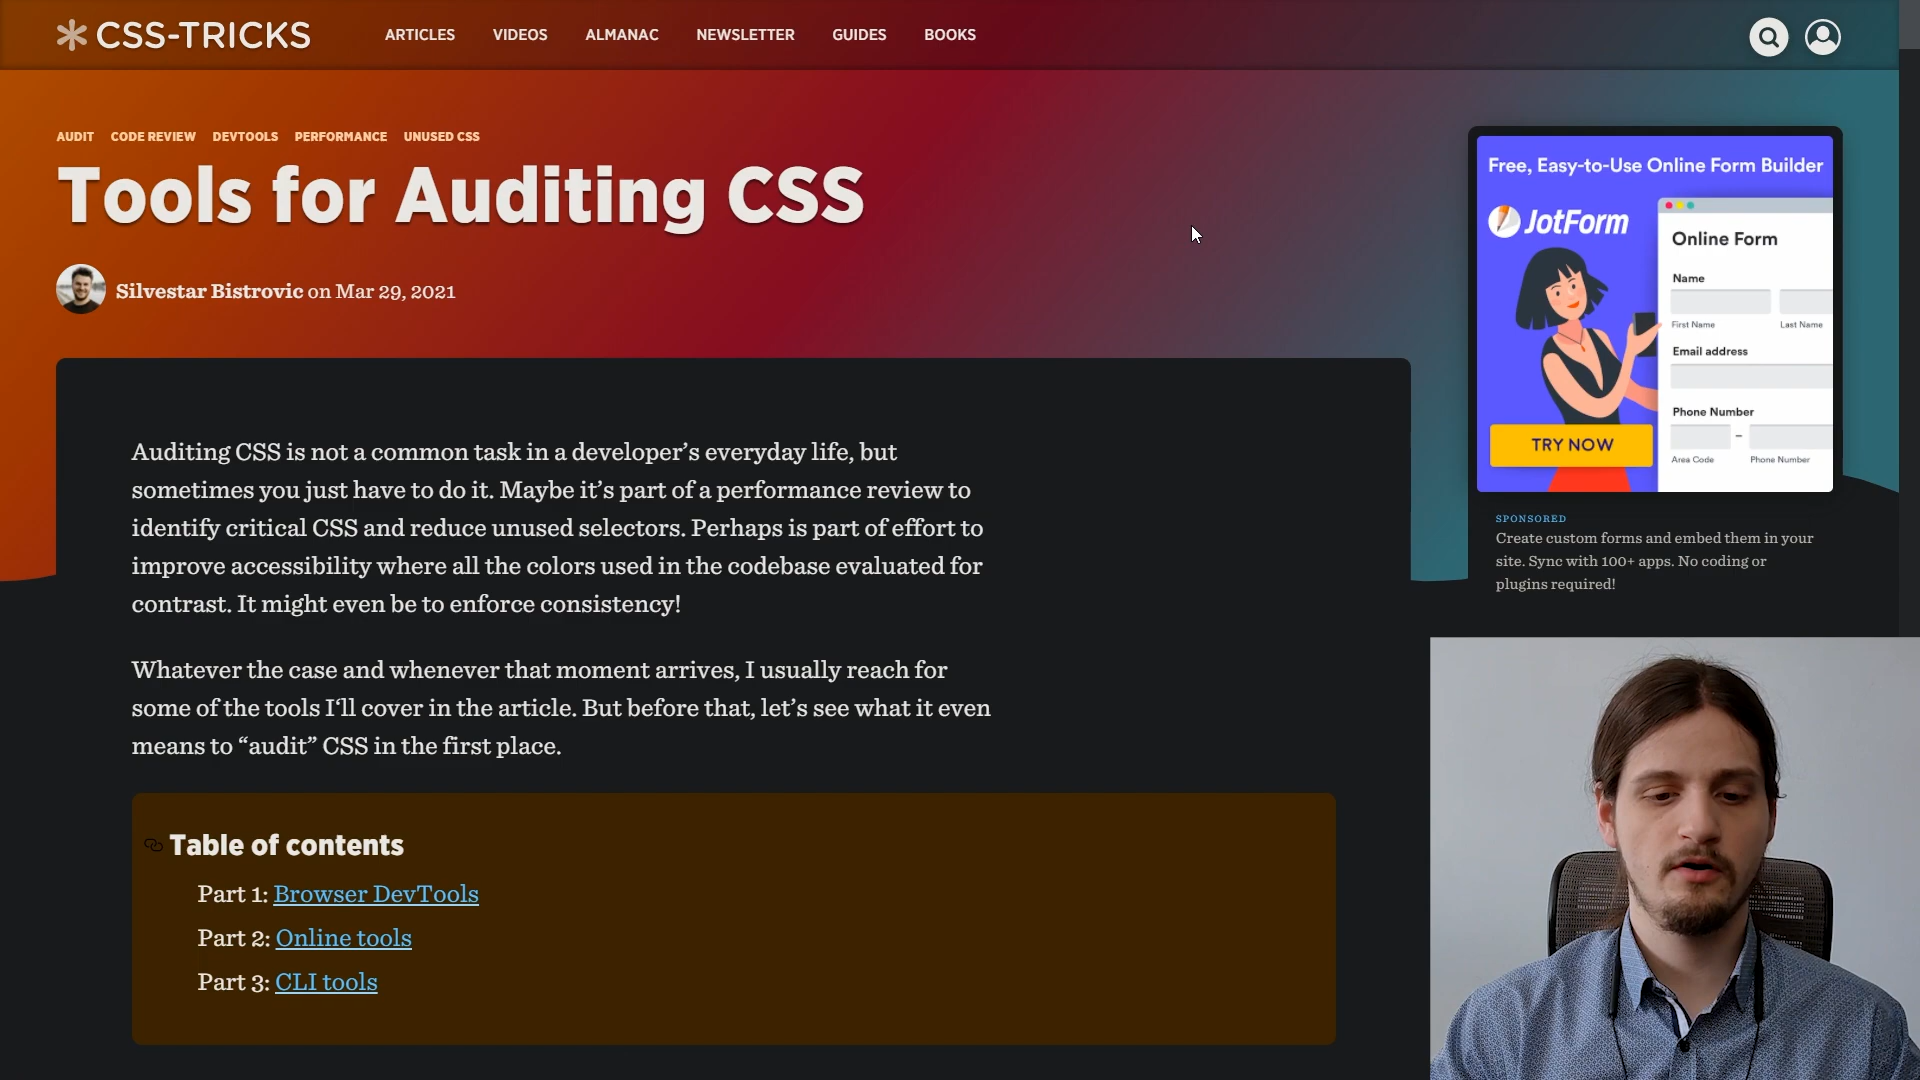 CSS-TRICKS
ARTICLES VIDEOS ALMANAC NEWSLETTER GUIDES BOOKS
AUDIT CODE REVIEW DEVTOOLS PERFORMANCE UNUSED CSS
Tools for Auditing CSS
Silvestar Bistrovic on Mar 29, 2021
Auditing CSS is not a common task in a developer’s everyday life, but
sometimes you just have to do it. Maybe it’s part of a performance review to
identify critical CSS and reduce unused selectors. Perhaps is part of effort to
improve accessibility where all the colors used in the codebase evaluated for
contrast. It might even be to enforce consistency!
Whatever the case and whenever that moment arrives, I usually reach for
some of the tools I‘ll cover in the article. But before that, let’s see what it even
means to “audit” CSS in the first place.
Table of contents
Part 1: Browser DevTools
Part 2: Online tools
Part 3: CLI tools
Free, Easy-to-Use Online Form Builder
JotForm
Online Form
Name
First Name Last Name
Email address
Phone Number
–
Area Code Phone Number
TRY NOW
SPONSORED
Create custom forms and embed them in your
site. Sync with 100+ apps. No coding or
plugins required!